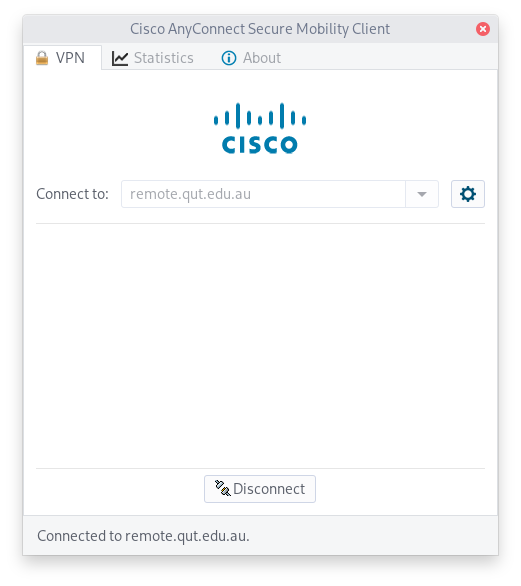 Cisco AnyConnect Secure Mobility Client
VPN
Statistics
About
CISCO
Connect to: remote.qut.edu.au
Disconnect
Connected to remote.qut.edu.au.